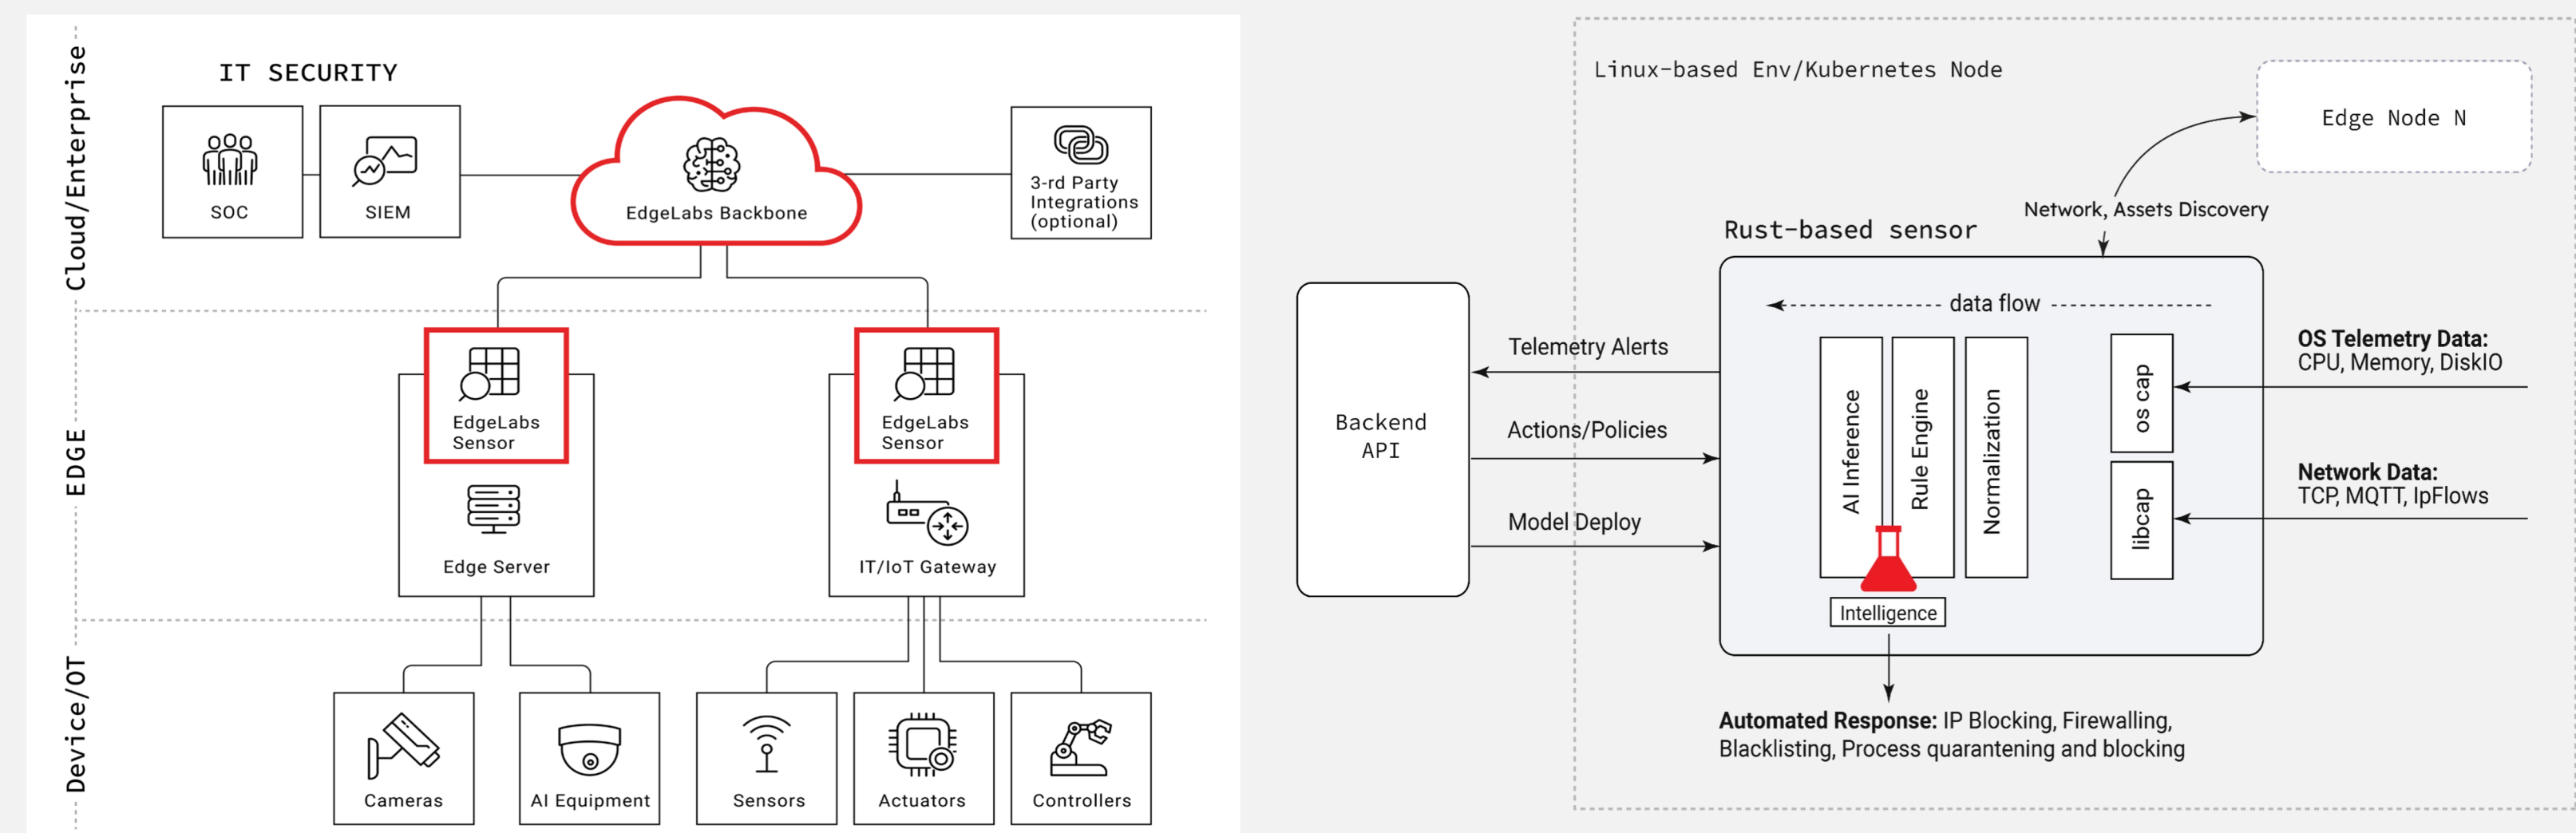 Cloud/Enterprise
IT SECURITY
SOC
SIEM
EdgeLabs Backbone
3-rd Party
Integrations
(optional)
EDGE
EdgeLabs
Sensor
Edge Server
EdgeLabs
Sensor
IT/IoT Gateway
Device/OT
Cameras
AI Equipment
Sensors
Actuators
Controllers
Linux-based Env/Kubernetes Node
Edge Node N
Network, Assets Discovery
Rust-based sensor
Backend
API
Telemetry Alerts
Actions/Policies
Model Deploy
data flow
AI Inference
Rule Engine
Normalization
os cap
libcap
Intelligence
OS Telemetry Data:
CPU, Memory, DiskIO
Network Data:
TCP, MQTT, IpFlows
Automated Response: IP Blocking, Firewalling,
Blacklisting, Process quarantening and blocking